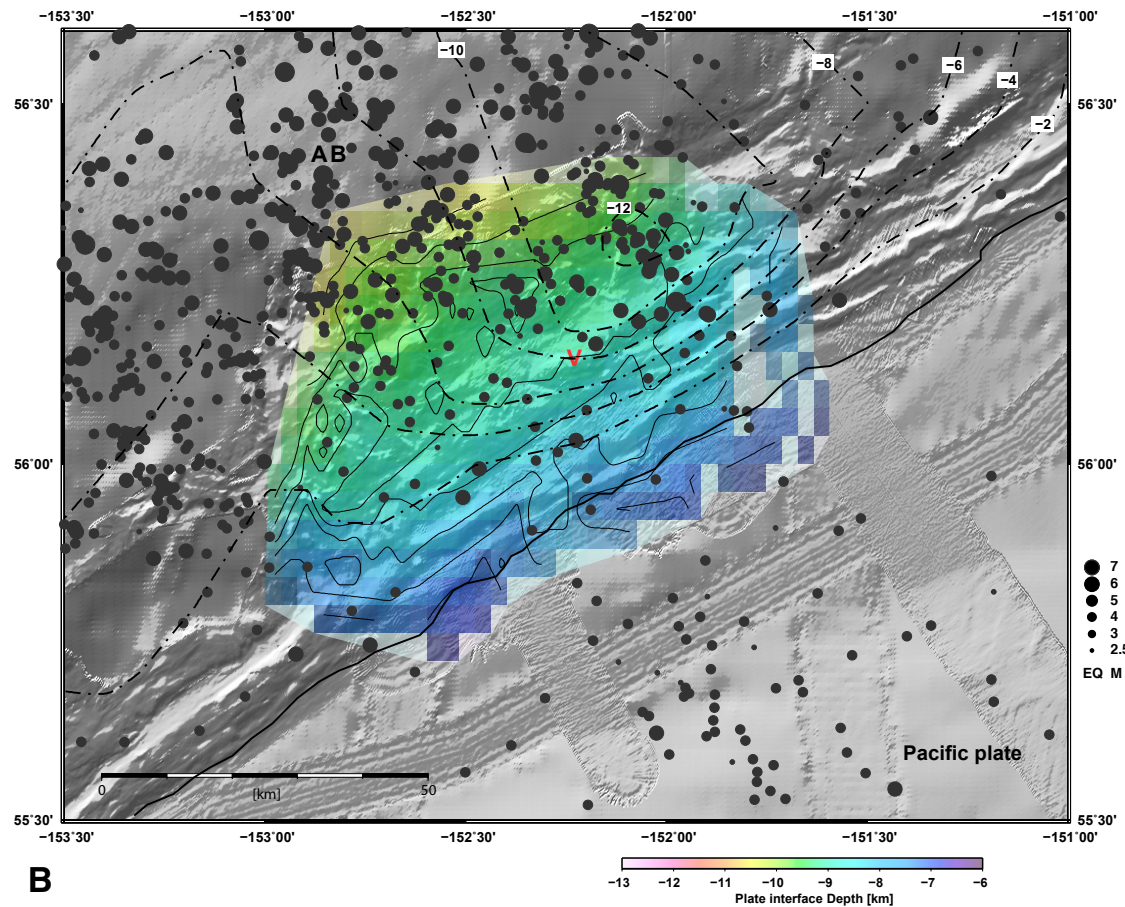 −153˚30' −153˚00' −152˚30' −152˚00' −151˚30' −151˚00'
−10
−8
−6
−4
56˚30' 56˚30'
−2
AB
−12
V
56˚00' 56˚00'
7
6
5
4
3
2.5
EQ M
Pacific plate
0 50
[km]
55˚30' 55˚30'
−153˚30' −153˚00' −152˚30' −152˚00' −151˚30' −151˚00'
B
−13 −12 −11 −10 −9 −8 −7 −6
Plate interface Depth [km]